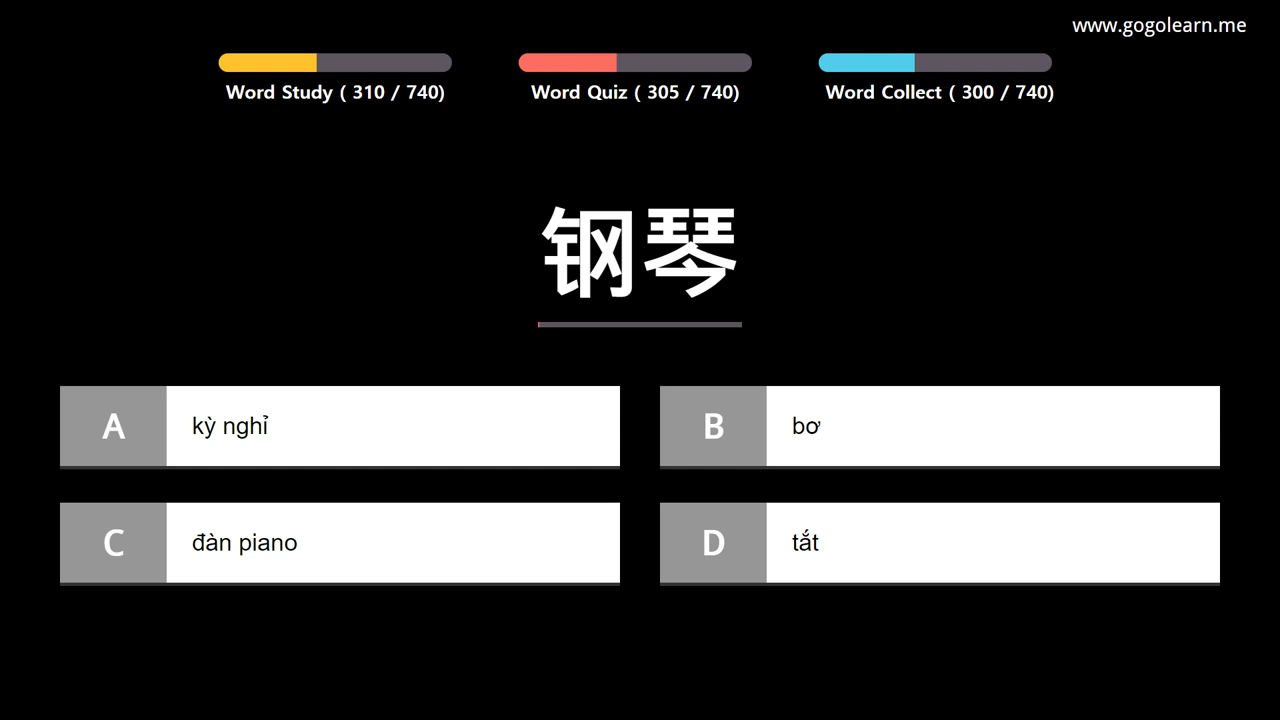 www.gogolearn.me
Word Study ( 310 / 740)
Word Quiz ( 305 / 740)
Word Collect ( 300 / 740)
钢琴
A kỳ nghỉ
B bơ
C đàn piano
D tắt